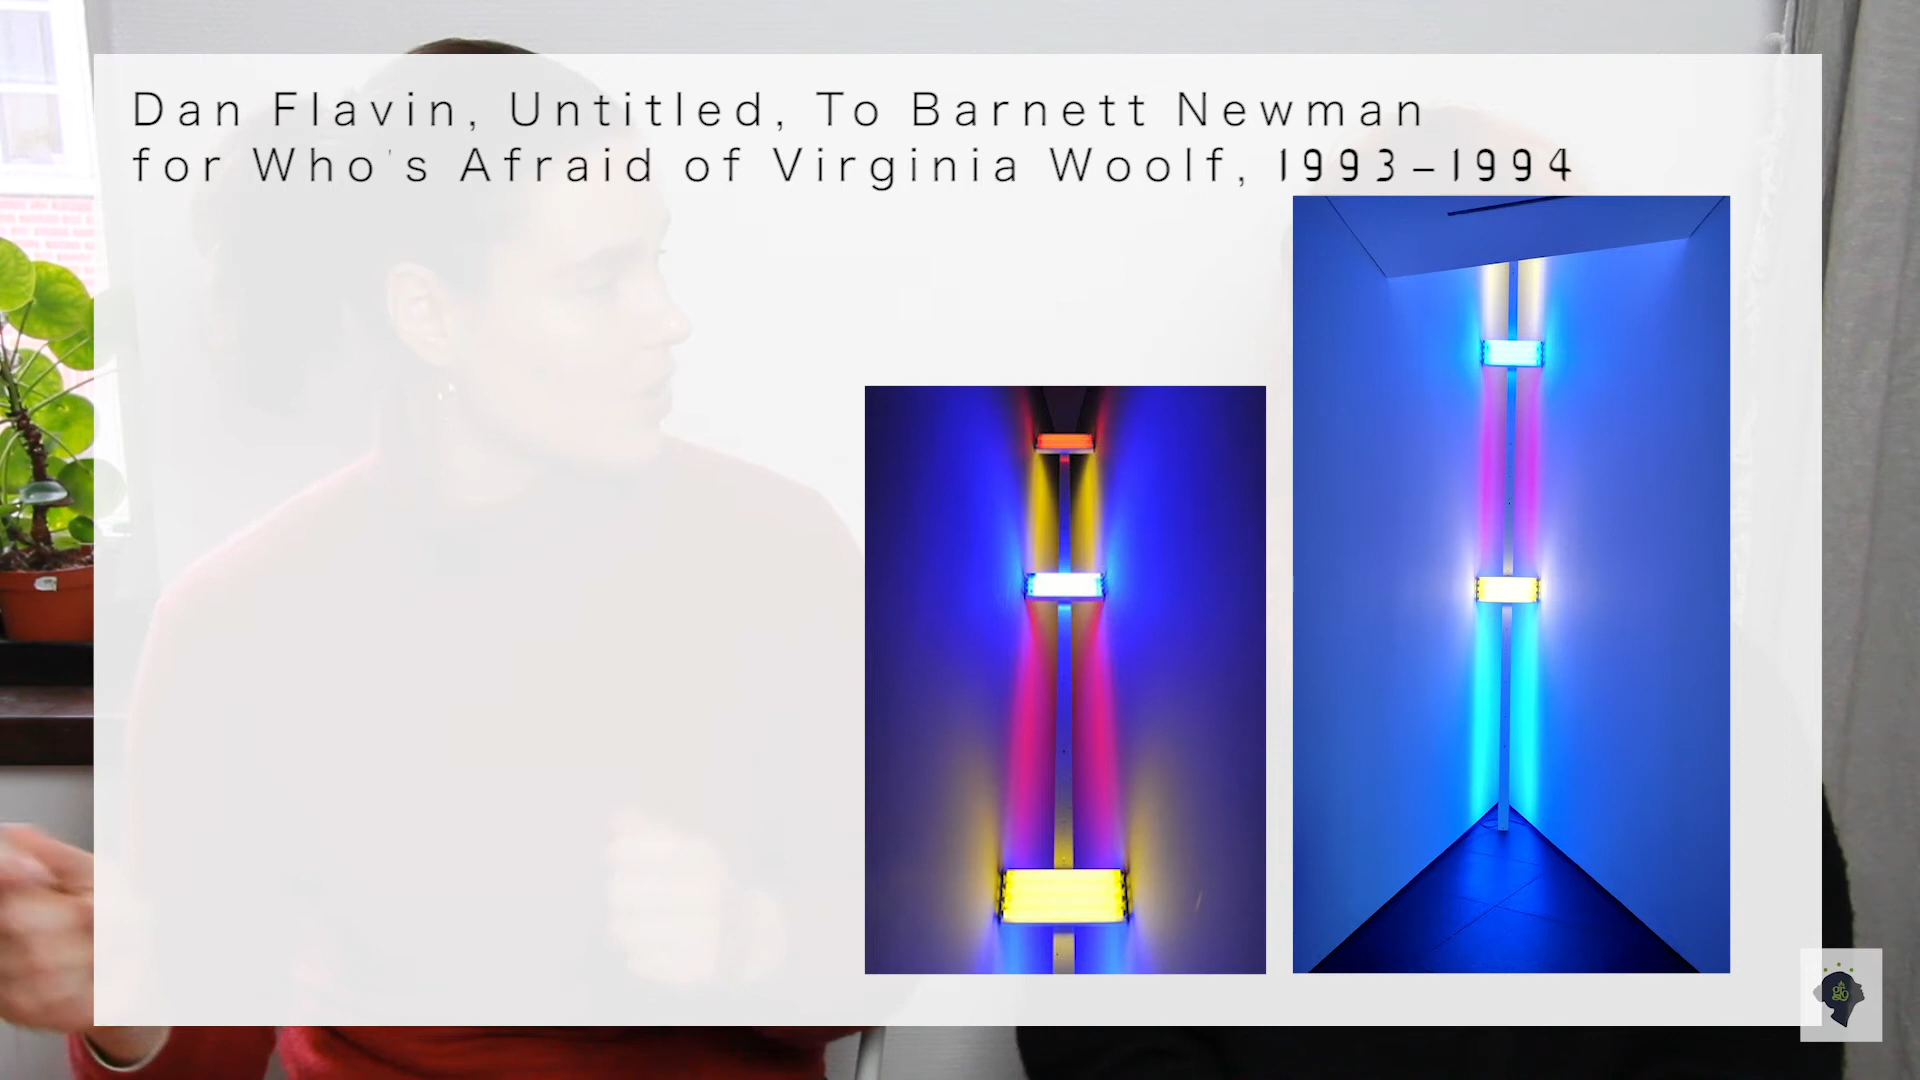 Dan Flavin, Untitled, To Barnett Newman
for Who's Afraid of Virginia Woolf, 1993-1994